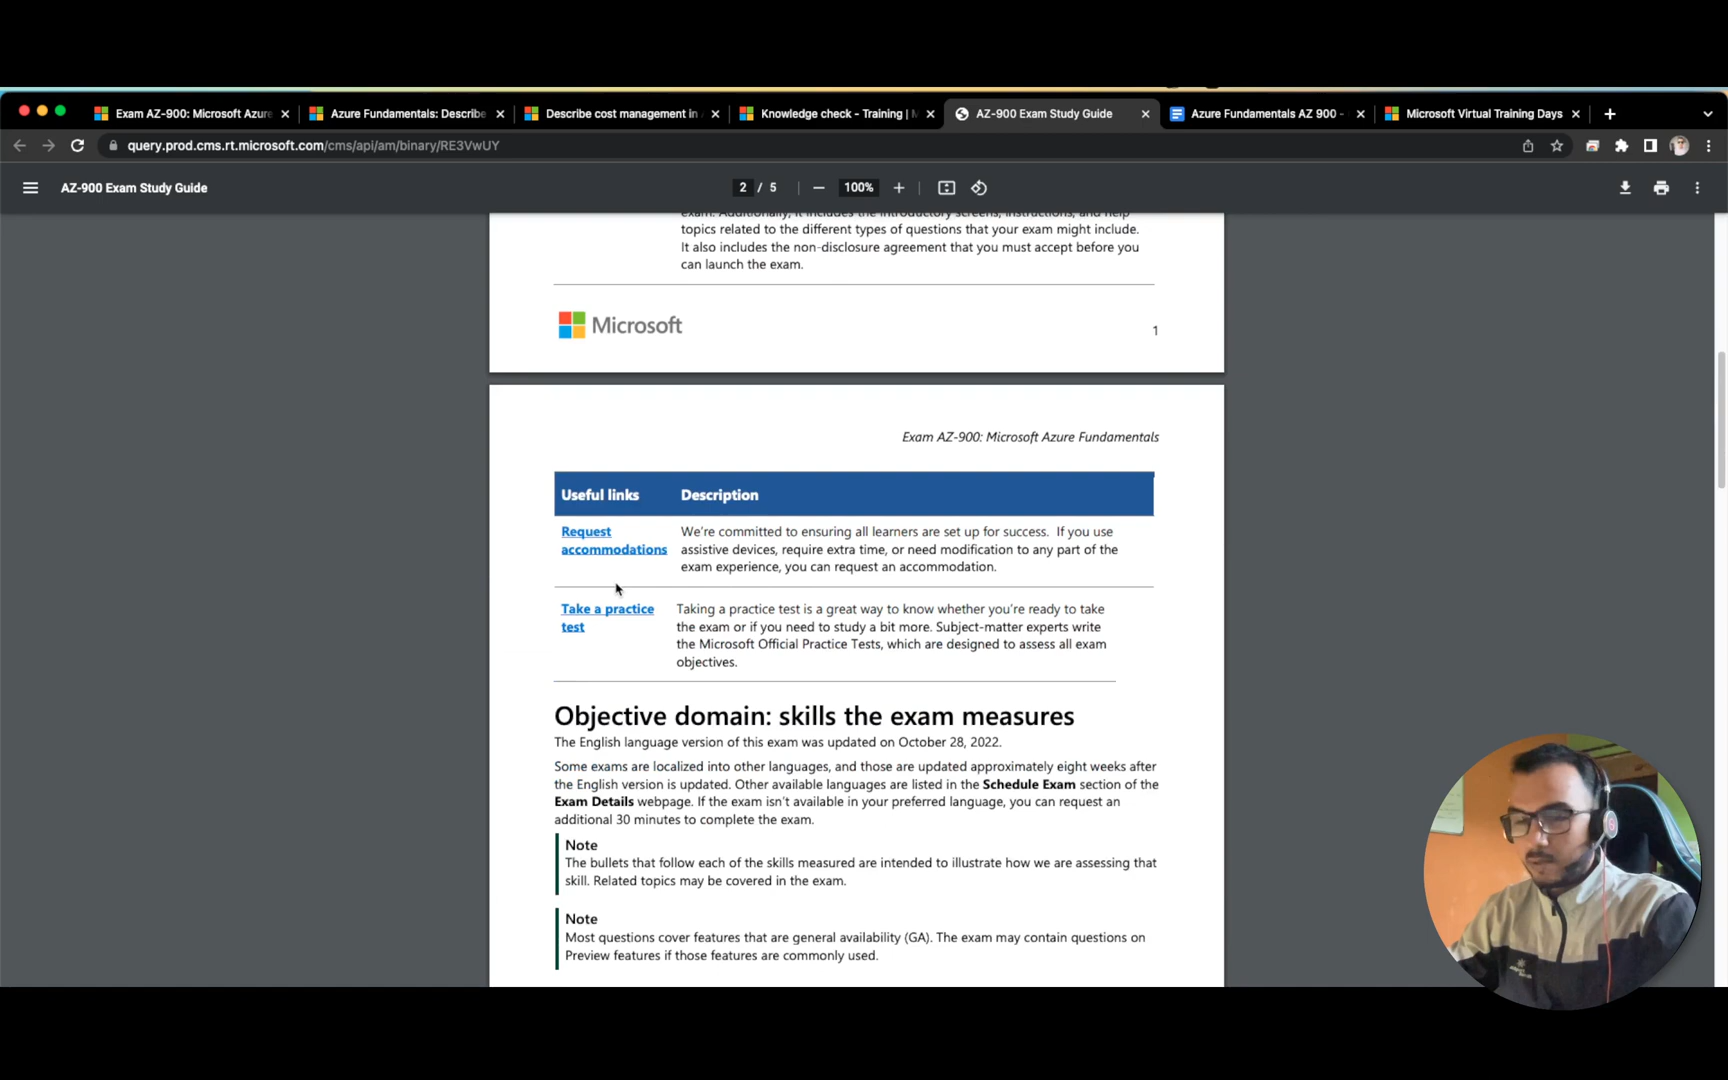 Exam AZ-900: Microsoft Azure
Azure Fundamentals: Describe
Describe cost management in
Knowledge check - Training |
AZ-900 Exam Study Guide
Azure Fundamentals AZ 900 -
Microsoft Virtual Training Days
query.prod.cms.rt.microsoft.com/cms/api/am/binary/RE3VwUY
AZ-900 Exam Study Guide
2 / 5
100%
exam. Additionally, it includes the introductory screens, instructions, and help
topics related to the different types of questions that your exam might include.
It also includes the non-disclosure agreement that you must accept before you
can launch the exam.
Microsoft
1
Exam AZ-900: Microsoft Azure Fundamentals
Useful links Description
Request We're committed to ensuring all learners are set up for success. If you use
accommodations assistive devices, require extra time, or need modification to any part of the
exam experience, you can request an accommodation.
Take a practice Taking a practice test is a great way to know whether you're ready to take
test the exam or if you need to study a bit more. Subject-matter experts write
the Microsoft Official Practice Tests, which are designed to assess all exam
objectives.
Objective domain: skills the exam measures
The English language version of this exam was updated on October 28, 2022.
Some exams are localized into other languages, and those are updated approximately eight weeks after
the English version is updated. Other available languages are listed in the Schedule Exam section of the
Exam Details webpage. If the exam isn't available in your preferred language, you can request an
additional 30 minutes to complete the exam.
Note
The bullets that follow each of the skills measured are intended to illustrate how we are assessing that
skill. Related topics may be covered in the exam.
Note
Most questions cover features that are general availability (GA). The exam may contain questions on
Preview features if those features are commonly used.